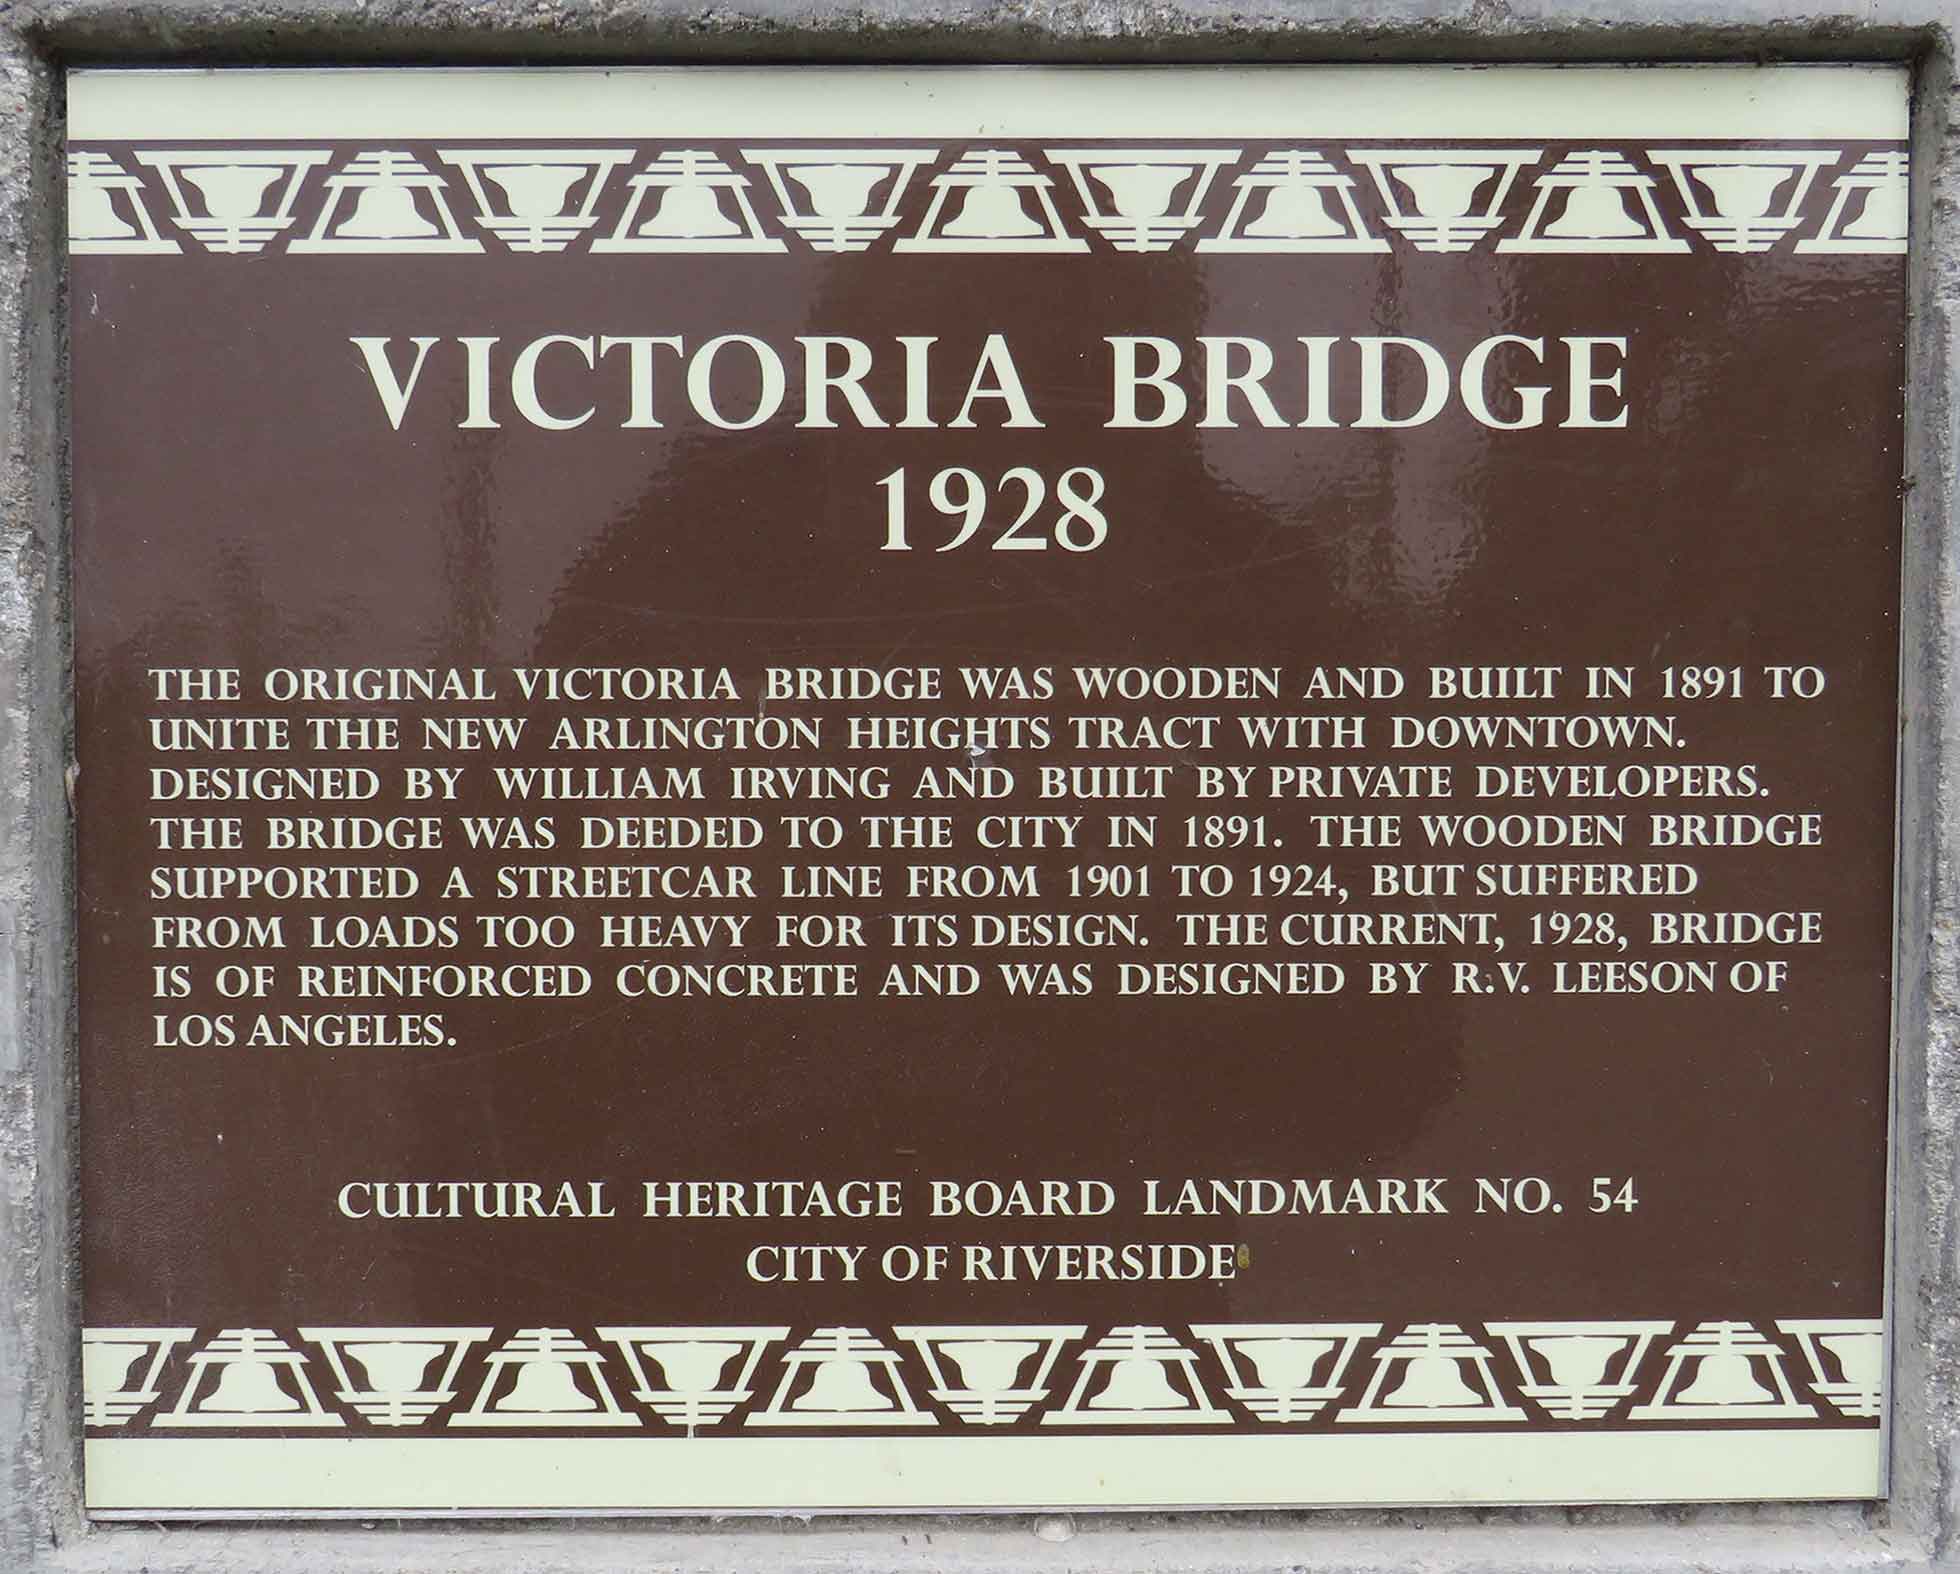 VICTORIA BRIDGE
1928
THE ORIGINAL VICTORIA BRIDGE WAS WOODEN AND BUILT IN 1891 TO
UNITE THE NEW ARLINGTON HEIGHTS TRACT WITH DOWNTOWN.
DESIGNED BY WILLIAM IRVING AND BUILT BY PRIVATE DEVELOPERS.
THE BRIDGE WAS DEEDED TO THE CITY IN 1891. THE WOODEN BRIDGE
SUPPORTED A STREETCAR LINE FROM 1901 TO 1924, BUT SUFFERED
FROM LOADS TOO HEAVY FOR ITS DESIGN. THE CURRENT, 1928, BRIDGE
IS OF REINFORCED CONCRETE AND WAS DESIGNED BY R.V. LEESON OF
LOS ANGELES.
CULTURAL HERITAGE BOARD LANDMARK NO. 54
CITY OF RIVERSIDE